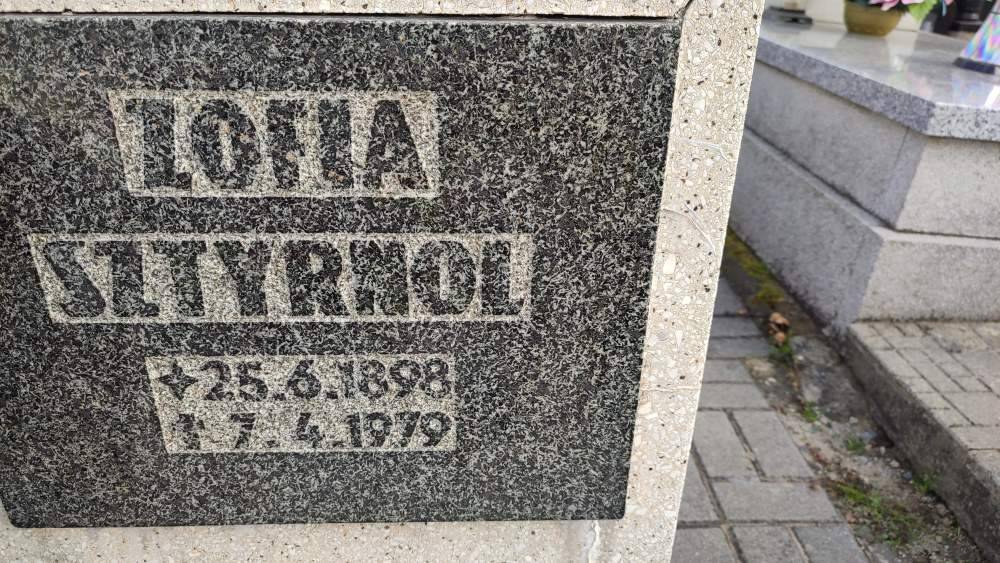 ZOFIA
SZTYRNOL
✦25.6.1898
✝ 7.4.1979